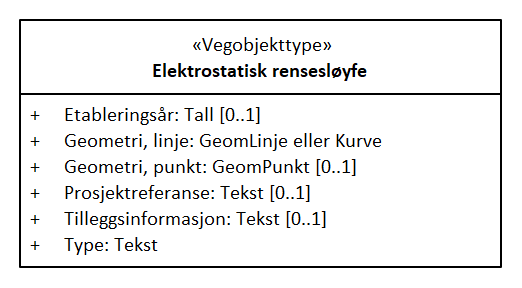 «Vegobjekttype»
Elektrostatisk rensesløyfe
+ Etableringsår: Tall [0..1]
+ Geometri, linje: GeomLinje eller Kurve
+ Geometri, punkt: GeomPunkt [0..1]
+ Prosjektreferanse: Tekst [0..1]
+ Tilleggsinformasjon: Tekst [0..1]
+ Type: Tekst